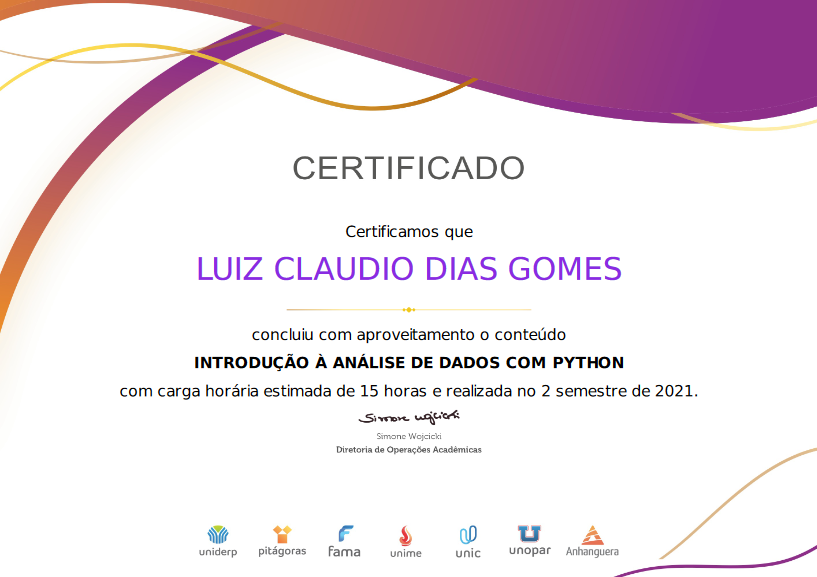 CERTIFICADO
Certificamos que
LUIZ CLAUDIO DIAS GOMES
concluiu com aproveitamento o conteúdo
INTRODUÇÃO À ANÁLISE DE DADOS COM PYTHON
com carga horária estimada de 15 horas e realizada no 2 semestre de 2021.
Simone Wojcicki
Simone Wojcicki
Diretoria de Operações Acadêmicas
uniderp pitágoras fama unime unic unopar Anhanguera